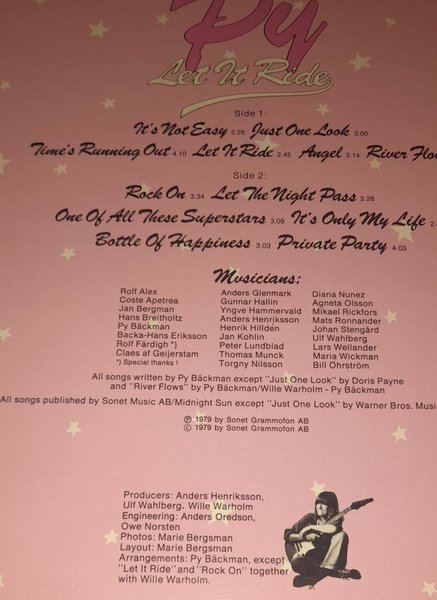 Py
Let It Ride
Side 1:
It's Not Easy 2.25 Just One Look 3.00
Time's Running Out 4.10 Let It Ride 2.45 Angel 3.14 River Flo
Side 2:
Rock On 3.34 Let The Night Pass 3.28
One Of All These Superstars 3.09 It's Only My Life 2.
Bottle Of Happiness 3.03 Private Party 4.03
Musicians;
Rolf Alex
Coste Apetrea
Jan Bergman
Hans Breitholtz
Py Bäckman
Backa-Hans Eriksson
Rolf Färdigh *)
Claes af Geijerstam
*) Special thanks !
Anders Glenmark
Gunnar Hallin
Yngve Hammervald
Anders Henriksson
Henrik Hilldén
Jan Kohlin
Peter Lundblad
Thomas Munck
Torgny Nilsson
Diana Nunez
Agneta Olsson
Mikael Rickfors
Mats Ronnander
Johan Stengård
Ulf Wahlberg
Lars Wellander
Maria Wickman
Bill Öhrström
All songs written by Py Bäckman except "Just One Look" by Doris Payne
and "River Flows" by Py Bäckman/Wille Warholm - Py Bäckman
All songs published by Sonet Music AB/Midnight Sun except "Just One Look" by Warner Bros. Musi
℗ 1979 by Sonet Grammofon AB
© 1979 by Sonet Grammofon AB
Producers: Anders Henriksson,
Ulf Wahlberg, Wille Warholm
Engineering: Anders Oredson,
Owe Norsten
Photos: Marie Bergsman
Layout: Marie Bergsman
Arrangements: Py Bäckman, except
"Let It Ride" and "Rock On" together
with Wille Warholm.